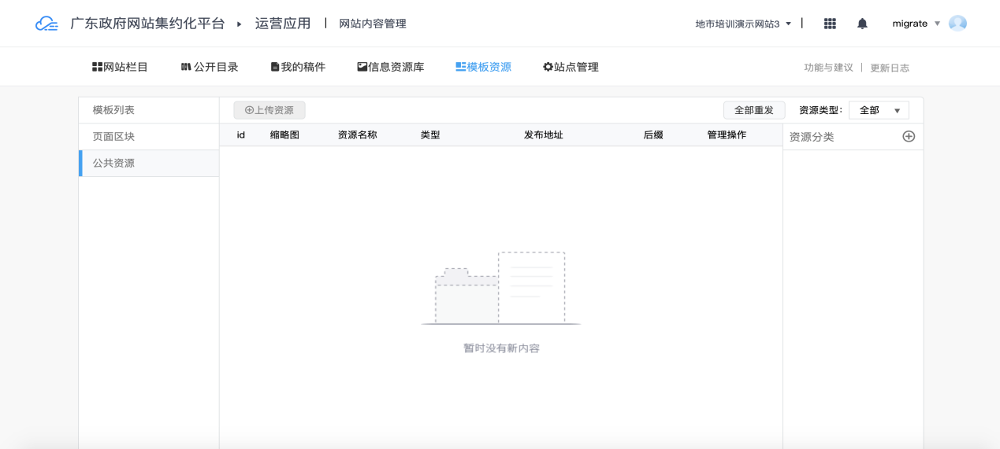 广东政府网站集约化平台 运营应用 | 网站内容管理 地市培训演示网站3 | migrate
网站栏目 公开目录 我的稿件 信息资源库 模板资源 站点管理 功能与建议 | 更新日志
模板列表 上传资源 全部重发 资源类型: 全部
页面区块 id 缩略图 资源名称 类型 发布地址 后缀 管理操作 资源分类
公共资源
暂时没有新内容